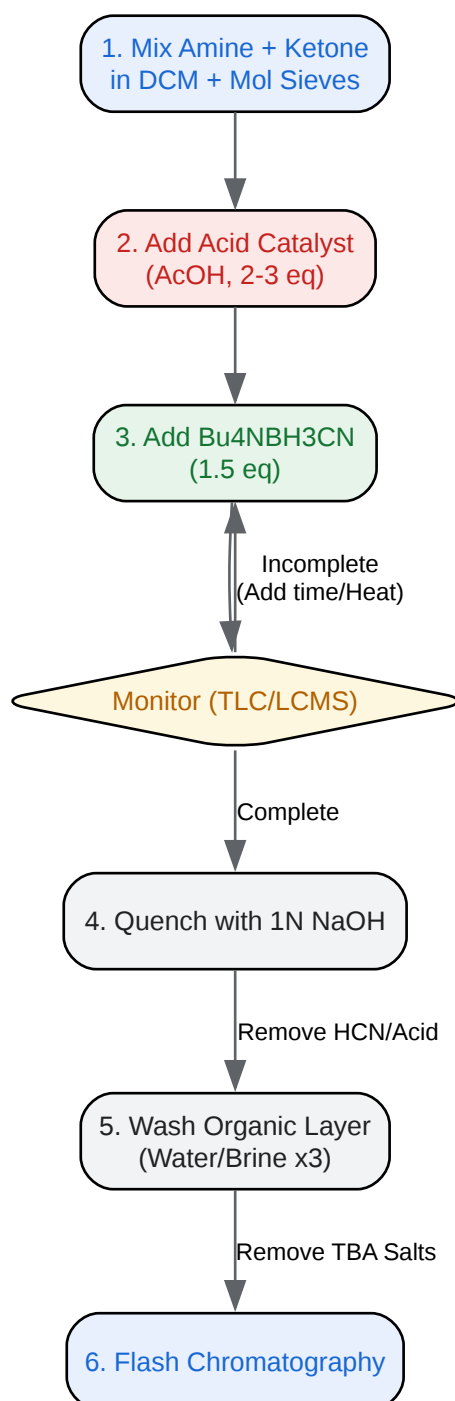 1. Mix Amine + Ketone
in DCM + Mol Sieves
2. Add Acid Catalyst
(AcOH, 2-3 eq)
3. Add Bu4NBH3CN
(1.5 eq)
Incomplete
(Add time/Heat)
Monitor (TLC/LCMS)
Complete
4. Quench with 1N NaOH
Remove HCN/Acid
5. Wash Organic Layer
(Water/Brine x3)
Remove TBA Salts
6. Flash Chromatography